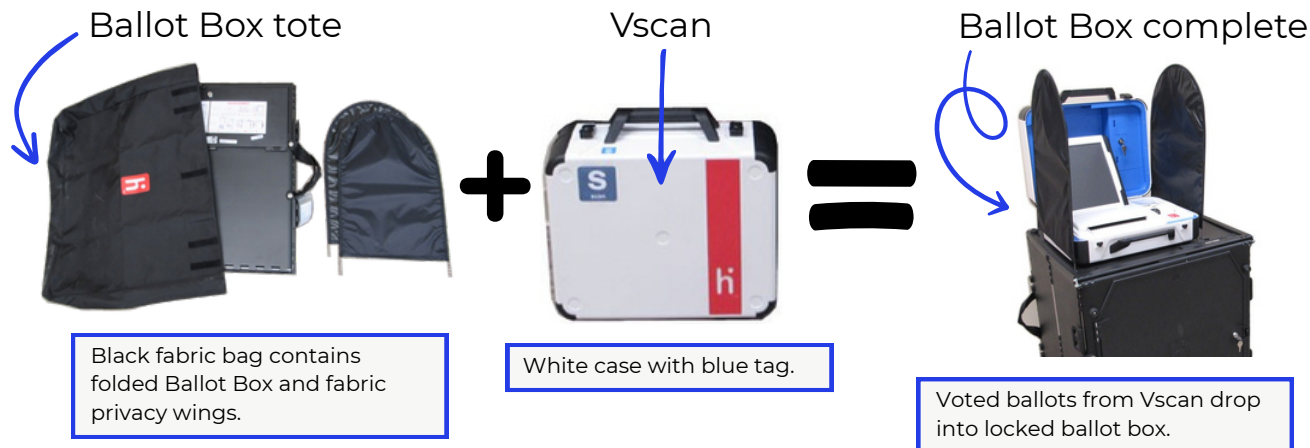 Ballot Box tote
Vscan
Ballot Box complete
S
SCAN
h
h
Black fabric bag contains
folded Ballot Box and fabric
privacy wings.
White case with blue tag.
Voted ballots from Vscan drop
into locked ballot box.